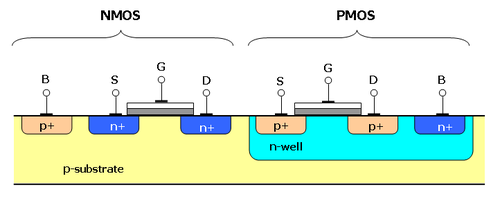 NMOS PMOS
B S G D S G D B
p+ n+ n+ p+ p+ n+
n-well
p-substrate